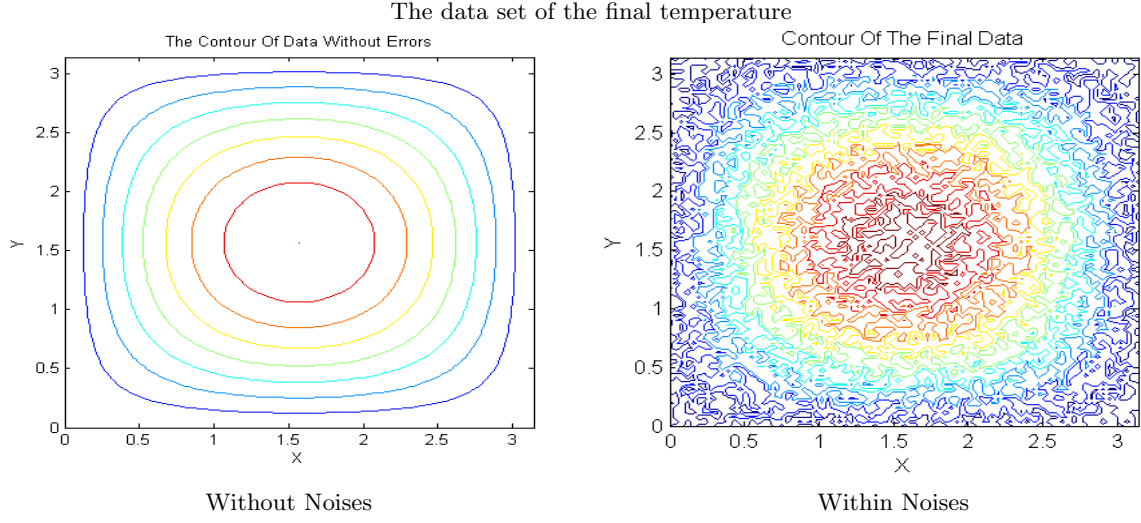 The data set of the final temperature
The Contour Of Data Without Errors
3
2.5
2
1.5
1
0.5
0
Y
0 0.5 1 1.5 2 2.5 3
X
Without Noises
Contour Of The Final Data
3
2.5
2
1.5
1
0.5
0
Y
0 0.5 1 1.5 2 2.5 3
X
Within Noises